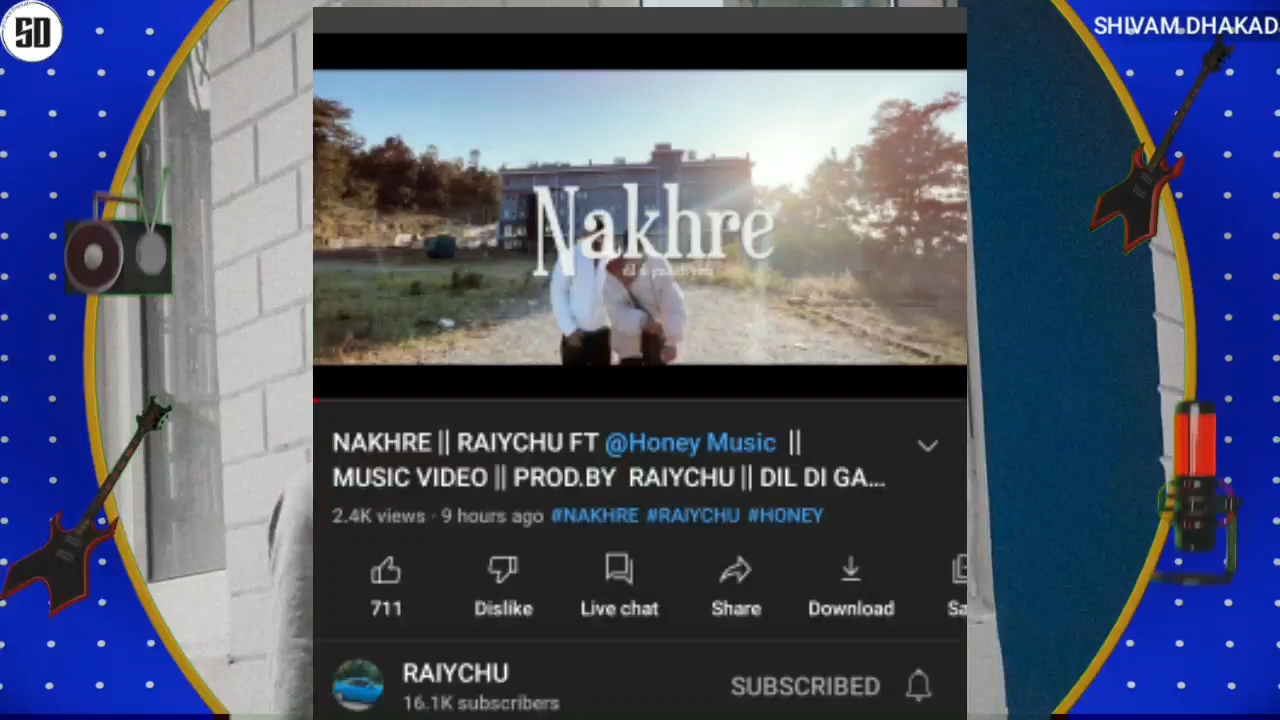 SD
SHIVAM.DHAKAD
Nakhre
NAKHRE || RAIYCHU FT @Honey Music ||
MUSIC VIDEO || PROD.BY RAIYCHU || DIL DI GA...
2.4K views · 9 hours ago #NAKHRE #RAIYCHU #HONEY
711
Dislike
Live chat
Share
Download
Sa
RAIYCHU
SUBSCRIBED
16.1K subscribers